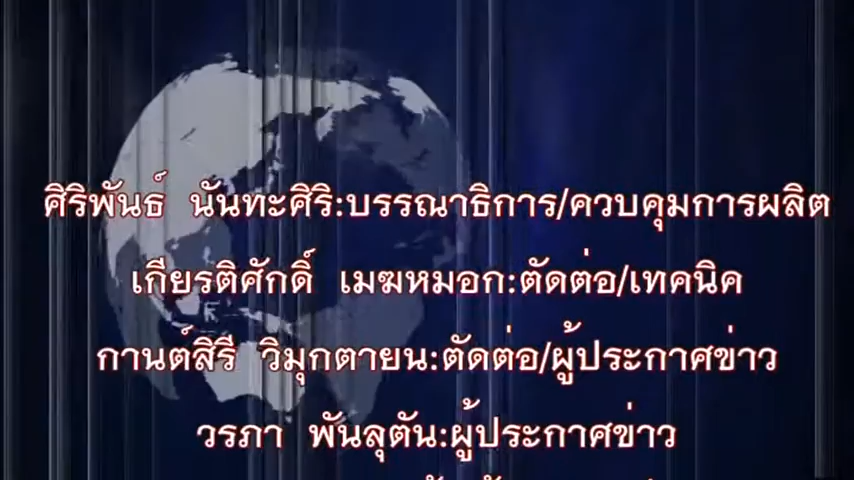 ศิริพันธ์ นันทะศิริ:บรรณาธิการ/ควบคุมการผลิต
เกียรติศักดิ์ เมฆหมอก:ตัดต่อ/เทคนิค
กานต์สิรี วิมุกตายน:ตัดต่อ/ผู้ประกาศข่าว
วรภา พันลุตัน:ผู้ประกาศข่าว